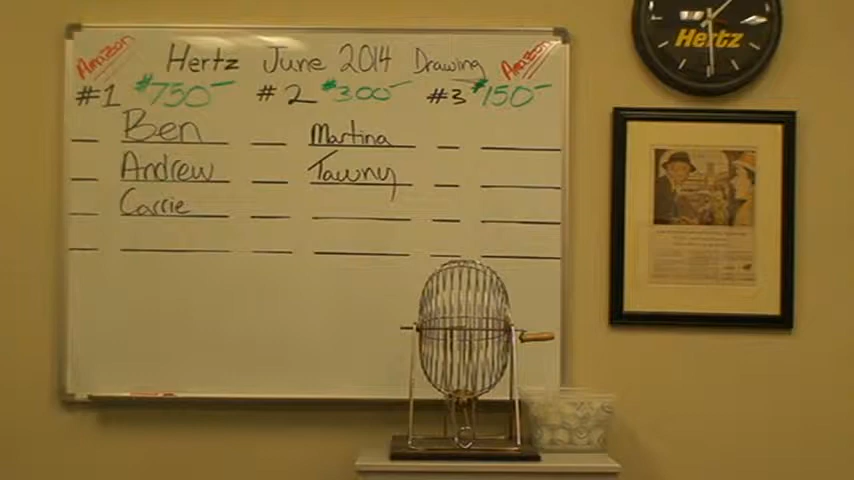 Amazon Hertz June 2014 Drawing Amazon
#1 $750- #2 $300- #3 $150-
Ben Martina
Andrew Tawny
Carrie
Hertz